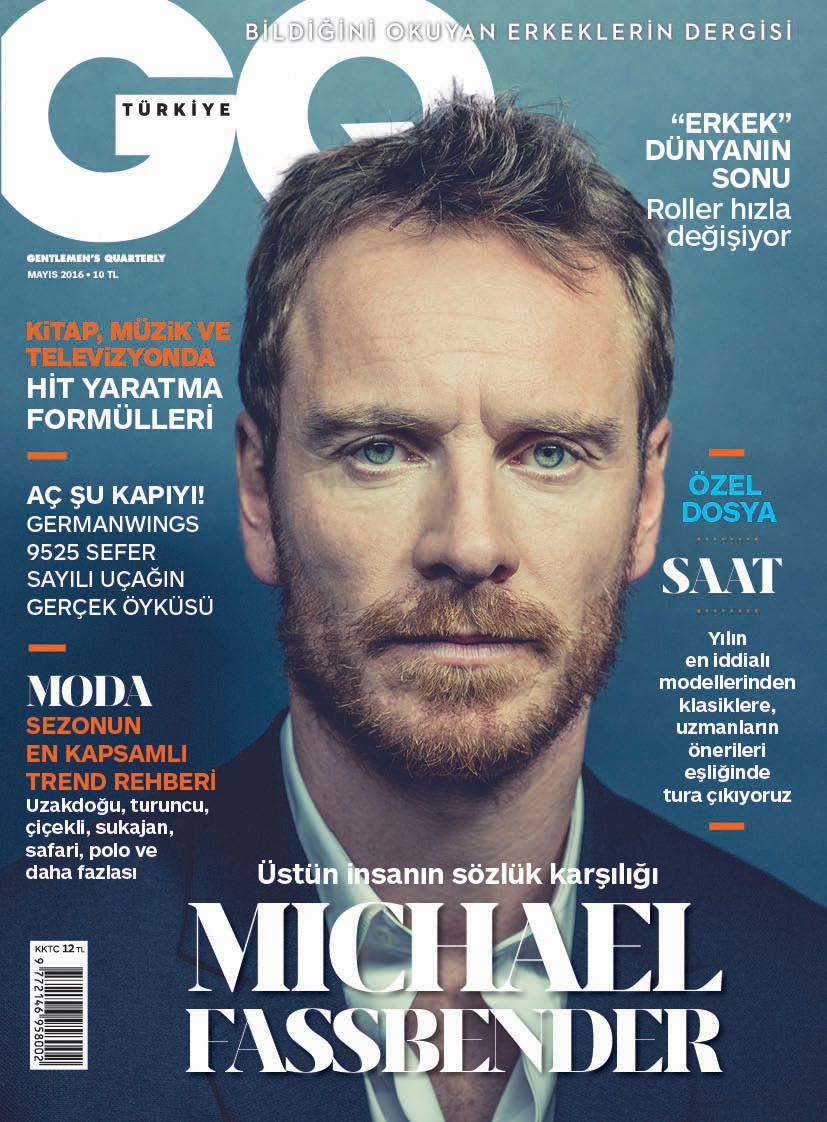 BİLDİĞİNİ OKUYAN ERKEKLERİN DERGİSİ
GQ
TÜRKİYE
GENTLEMEN'S QUARTERLY
MAYIS 2016 • 10 TL
"ERKEK"
DÜNYANIN
SONU
Roller hızla
değişiyor
KİTAP, MÜZİK VE
TELEVİZYONDA
HİT YARATMA
FORMÜLLERİ
AÇ ŞU KAPIYI!
GERMANWINGS
9525 SEFER
SAYILI UÇAĞIN
GERÇEK ÖYKÜSÜ
MODA
SEZONUN
EN KAPSAMLI
TREND REHBERİ
Uzakdoğu, turuncu,
çiçekli, sukajan,
safari, polo ve
daha fazlası
ÖZEL
DOSYA
SAAT
Yılın
en iddialı
modellerinden
klasiklere,
uzmanların
önerileri
eşliğinde
tura çıkıyoruz
Üstün insanın sözlük karşılığı
MICHAEL
FASSBENDER
KKTC 12 TL
9 772146 958002